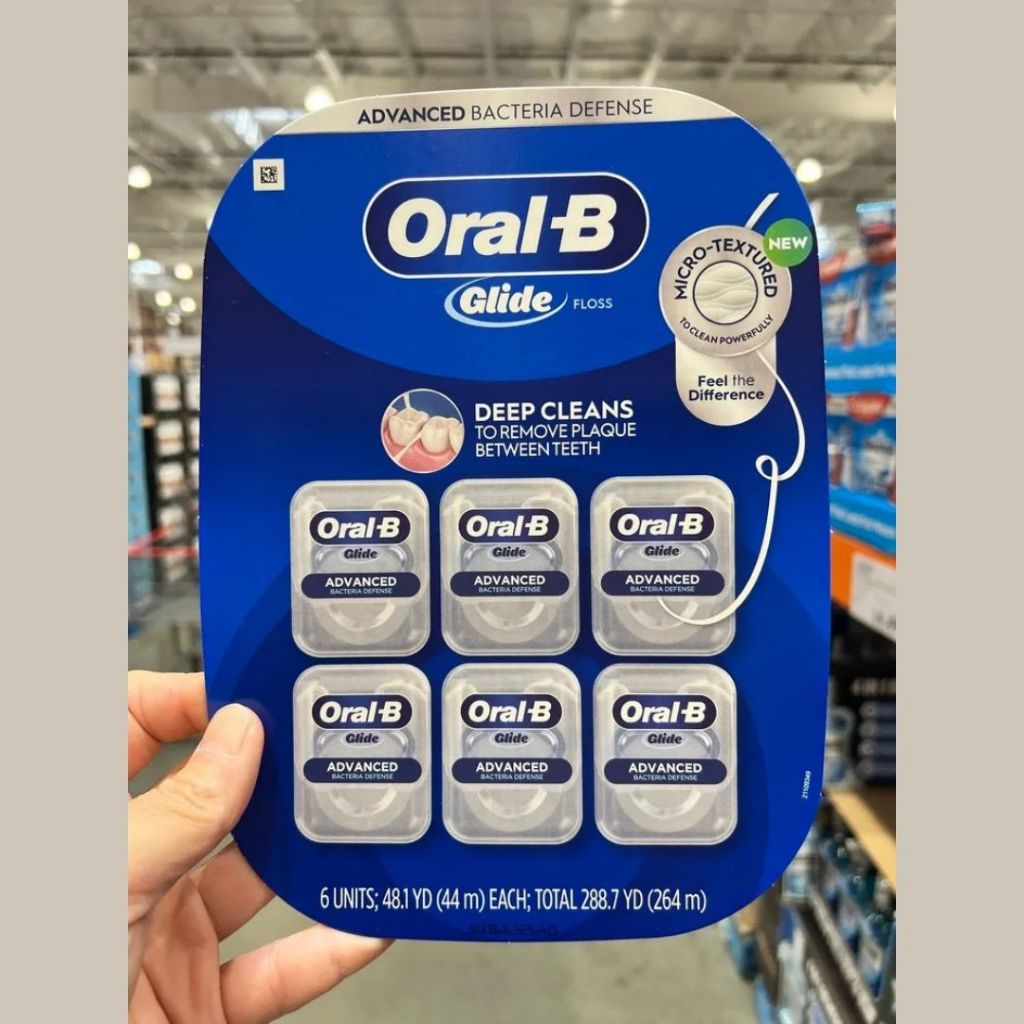 ADVANCED BACTERIA DEFENSE
Oral-B
Glide FLOSS
NEW
MICRO-TEXTURED
TO CLEAN POWERFULLY
Feel the
Difference
DEEP CLEANS
TO REMOVE PLAQUE
BETWEEN TEETH
Oral-B
Glide
ADVANCED
BACTERIA DEFENSE
Oral-B
Glide
ADVANCED
BACTERIA DEFENSE
Oral-B
Glide
ADVANCED
BACTERIA DEFENSE
Oral-B
Glide
ADVANCED
BACTERIA DEFENSE
Oral-B
Glide
ADVANCED
BACTERIA DEFENSE
Oral-B
Glide
ADVANCED
BACTERIA DEFENSE
21109349
6 UNITS; 48.1 YD (44 m) EACH; TOTAL 288.7 YD (264 m)